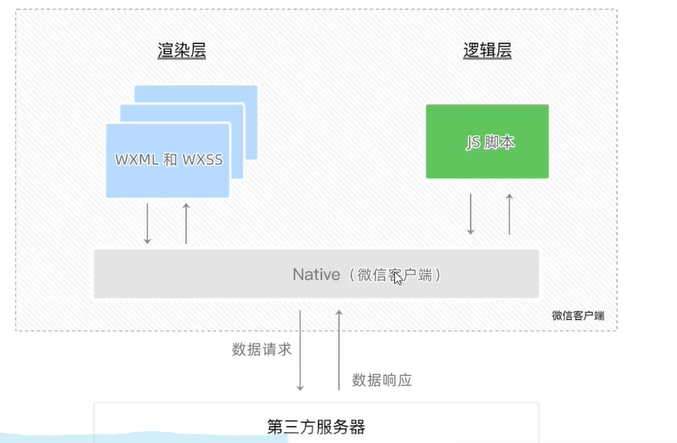 渲染层
逻辑层
WXML 和 WXSS
JS 脚本
Native（微信客户端）
微信客户端
数据请求
数据响应
第三方服务器